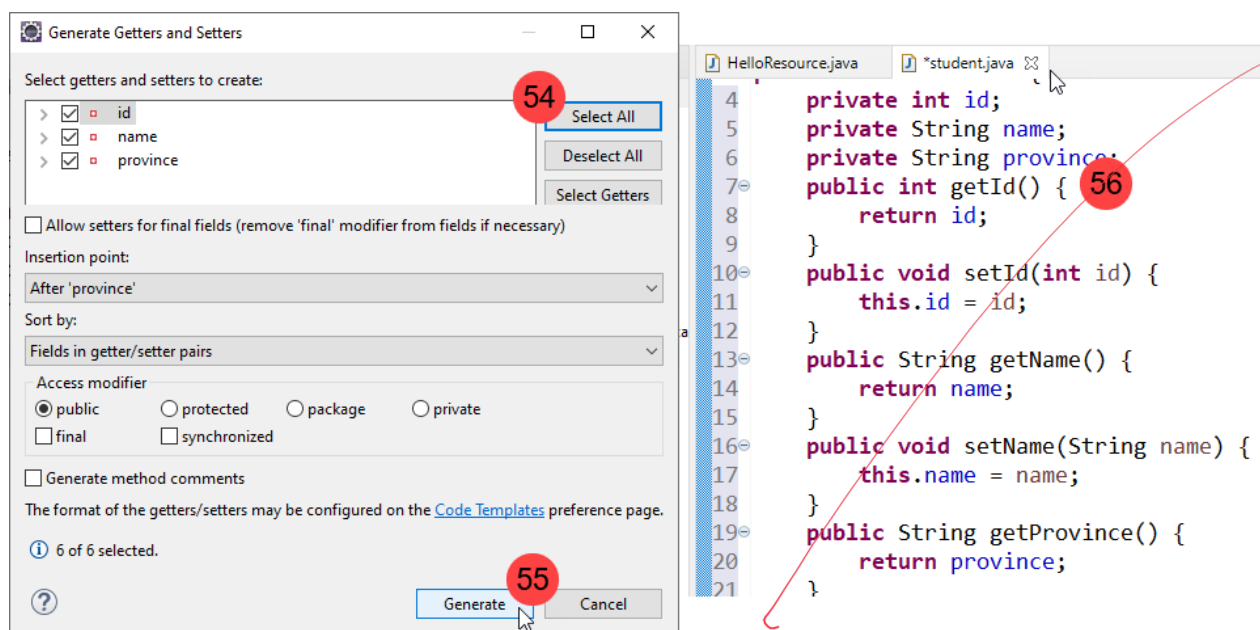 Generate Getters and Setters
Select getters and setters to create:
id
name
province
54
Select All
Deselect All
Select Getters
Allow setters for final fields (remove 'final' modifier from fields if necessary)
Insertion point:
After 'province'
Sort by:
Fields in getter/setter pairs
Access modifier
public protected package private
final synchronized
Generate method comments
The format of the getters/setters may be configured on the Code Templates preference page.
6 of 6 selected.
55
Generate Cancel
HelloResource.java *student.java
4 private int id;
5 private String name;
6 private String province;
7 public int getId() {
56
8 return id;
9 }
10 public void setId(int id) {
11 this.id = id;
12 }
13 public String getName() {
14 return name;
15 }
16 public void setName(String name) {
17 this.name = name;
18 }
19 public String getProvince() {
20 return province;
21 }